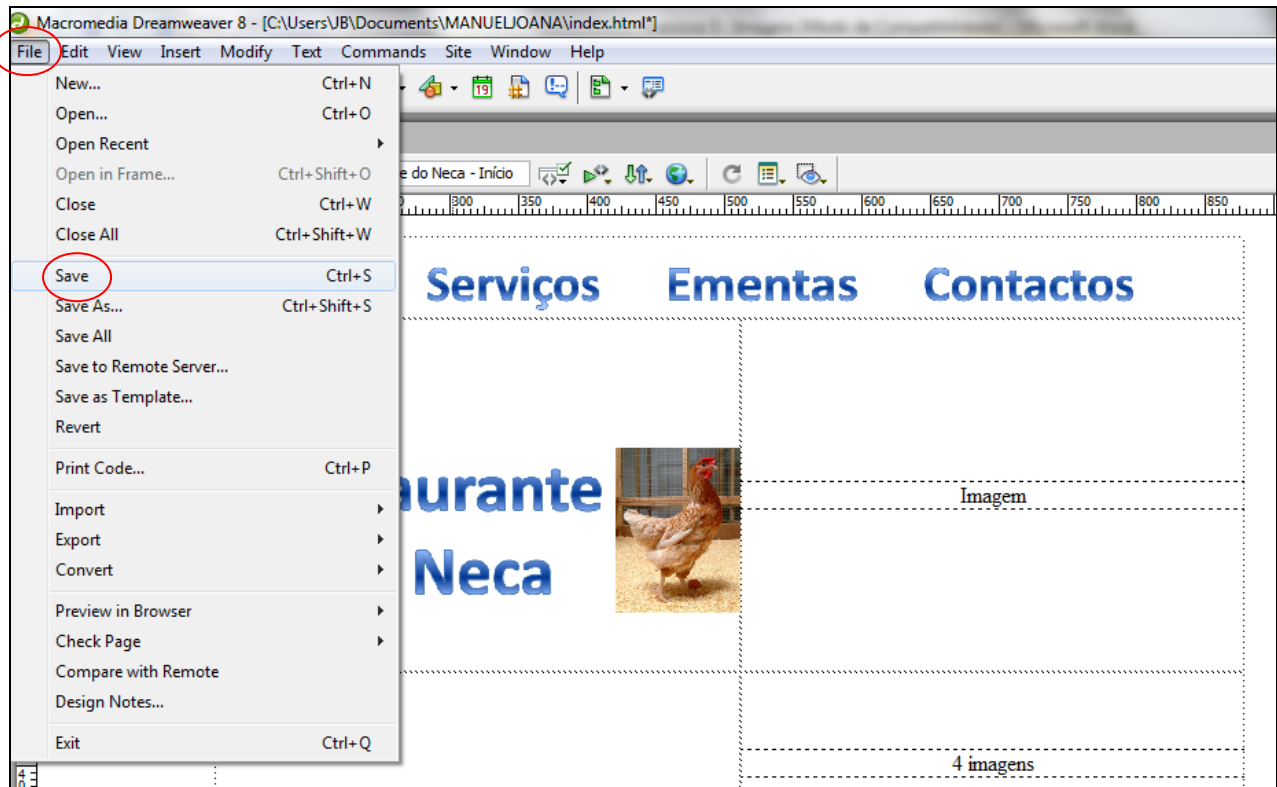 Macromedia Dreamweaver 8 - [C:\Users\JB\Documents\MANUELJOANA\index.html*]
File Edit View Insert Modify Text Commands Site Window Help
New... Ctrl+N
Open... Ctrl+O
Open Recent
Open in Frame... Ctrl+Shift+O
Close Ctrl+W
Close All Ctrl+Shift+W
Save Ctrl+S
Save As... Ctrl+Shift+S
Save All
Save to Remote Server...
Save as Template...
Revert
Print Code... Ctrl+P
Import
Export
Convert
Preview in Browser
Check Page
Compare with Remote
Design Notes...
Exit Ctrl+Q
19
e do Neca - Início
300 350 400 450 500 550 600 650 700 750 800 850
Serviços Ementas Contactos
aurante
Neca
Imagem
4 imagens
4
0